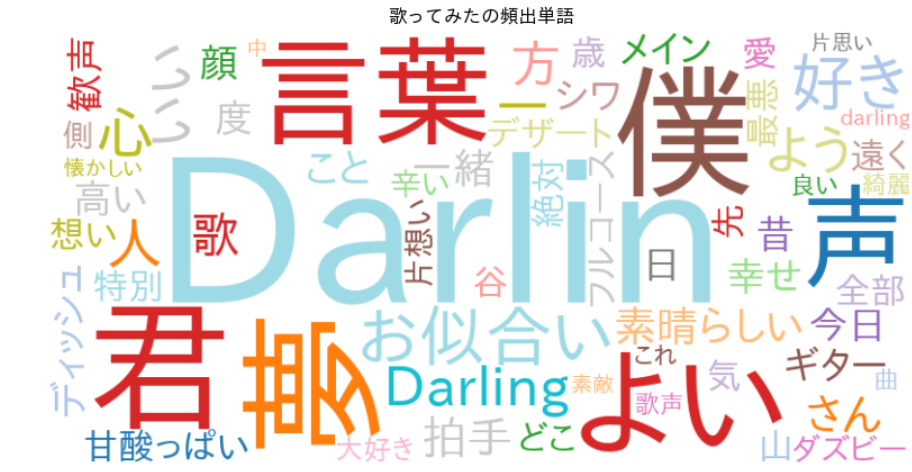 歌ってみたの頻出単語
歓声
いい
顔
中
言葉
方
歳
メイン
愛
片思い
好き
側
心
度
一
シワ
僕
最悪
darling
懐かしい
デザート
よう
遠く
高い
Darlin
こと
辛い
一緒
絶対
フルコース
良い
綺麗
想い
人
歌
片想い
谷
日
先
昔
声
特別
幸せ
全部
ディッシュ
君
夢
お似合い
素晴らしい
今日
Darling
素敵
これ
よい
気
ギター
曲
歌声
さん
甘酸っぱい
大好き
拍手
どこ
山
ダズビー